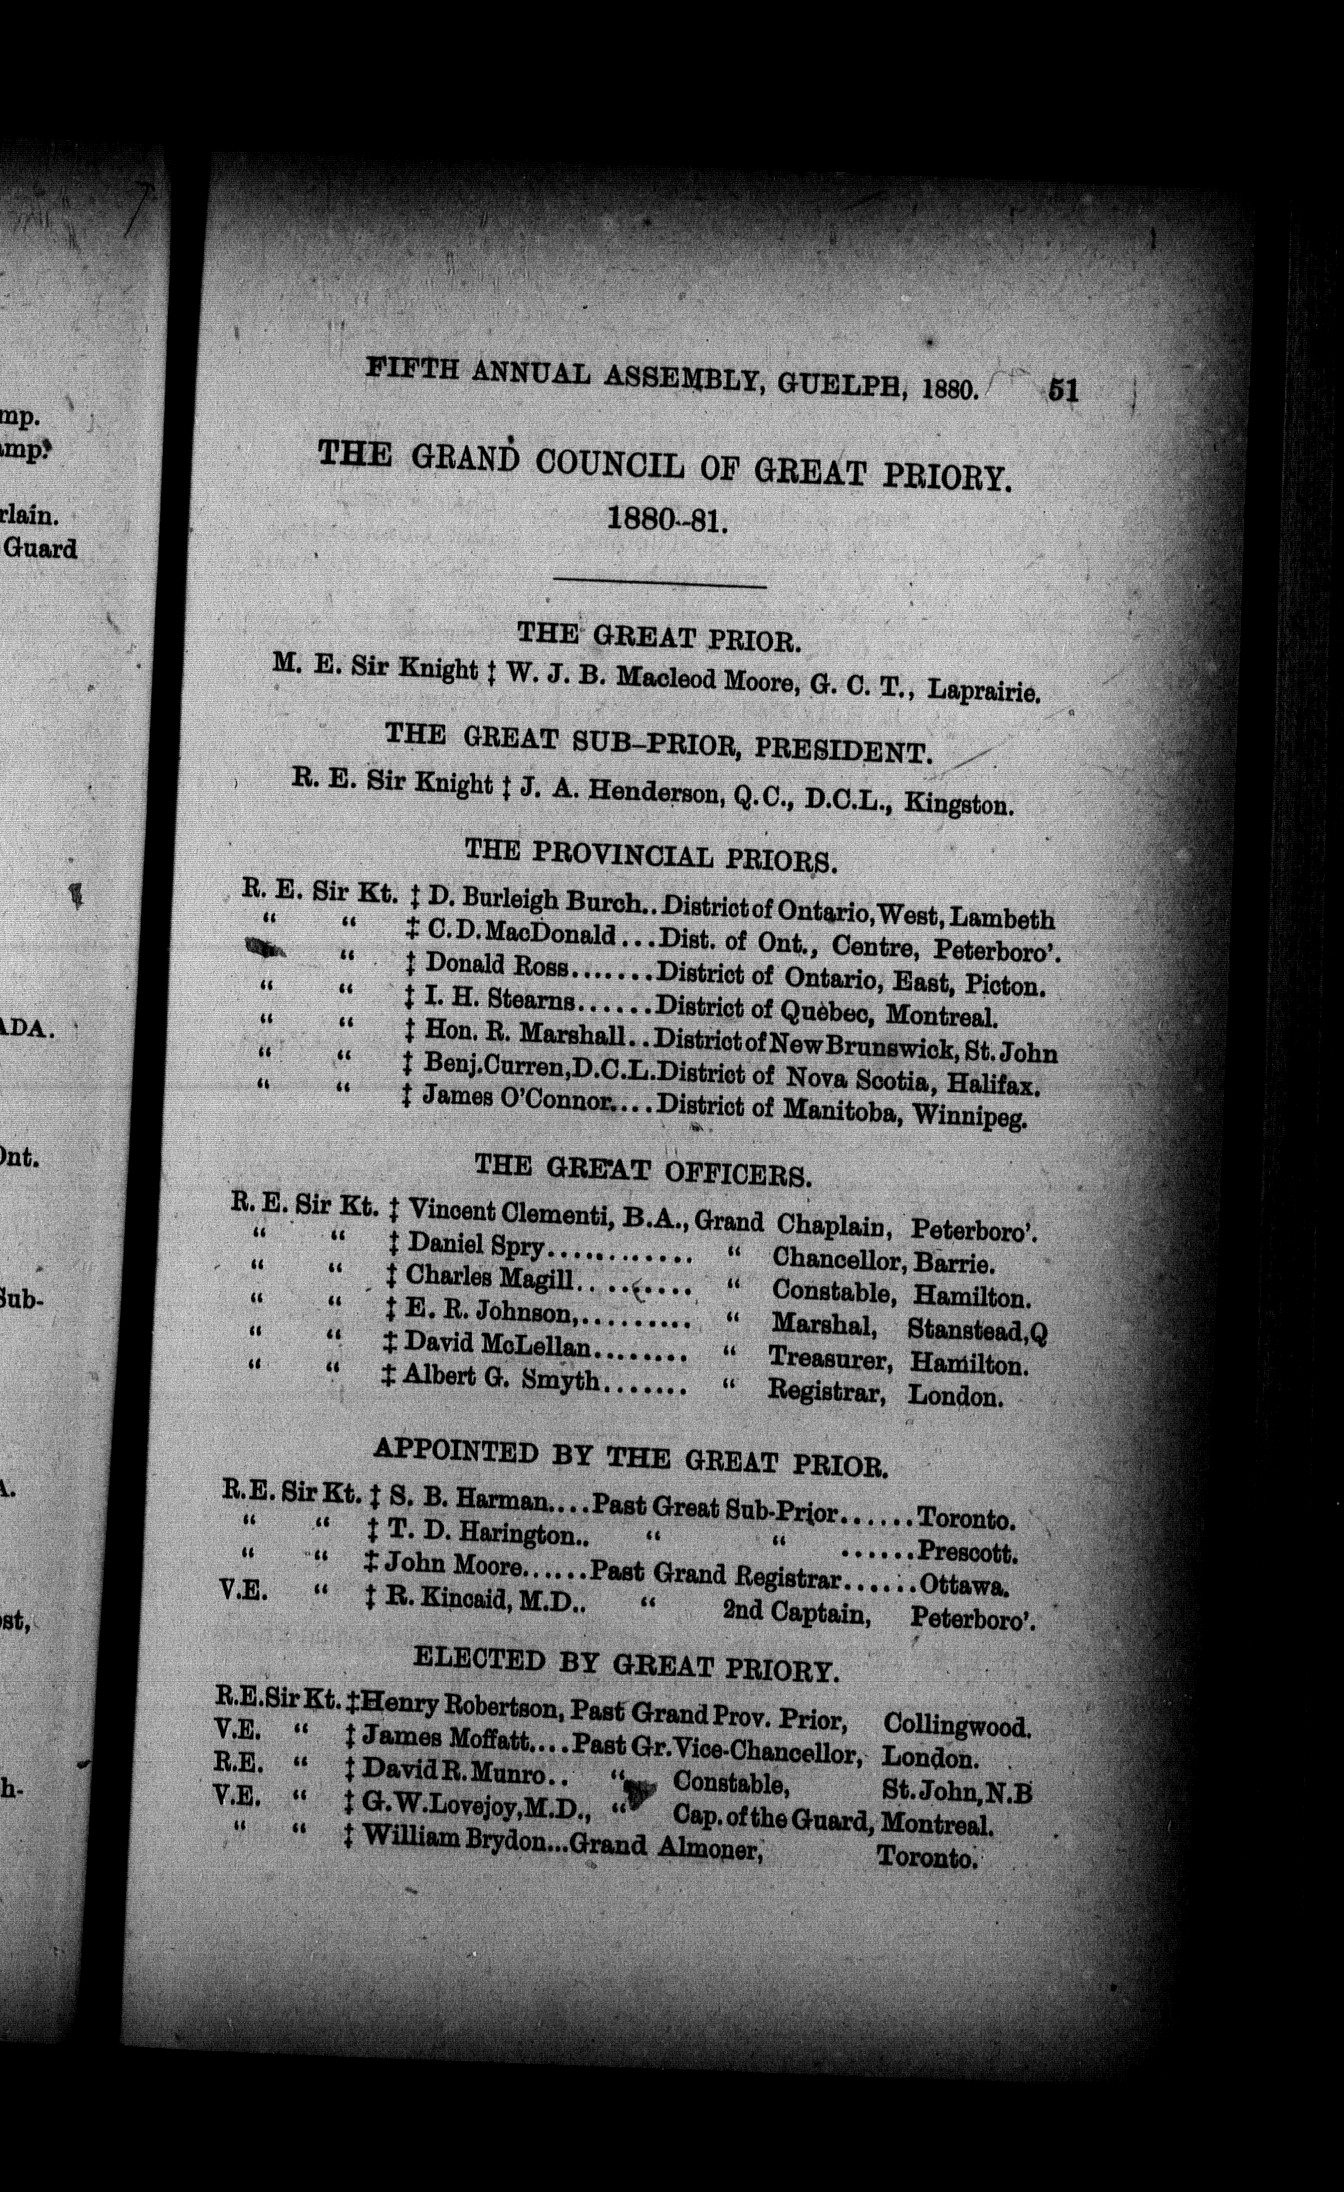 mp.
amp.
rlain.
Guard
ADA.
Ont.
Sub-
A.
ost,
h-
FIFTH ANNUAL ASSEMBLY, GUELPH, 1880. 51
THE GRAND COUNCIL OF GREAT PRIORY.
1880--81.
THE GREAT PRIOR.
M. E. Sir Knight ‡ W. J. B. Macleod Moore, G. C. T., Laprairie.
THE GREAT SUB-PRIOR, PRESIDENT.
R. E. Sir Knight ‡ J. A. Henderson, Q.C., D.C.L., Kingston.
THE PROVINCIAL PRIORS.
R. E. Sir Kt. ‡ D. Burleigh Burch..District of Ontario, West, Lambeth
“ “ ‡ C. D. MacDonald...Dist. of Ont., Centre, Peterboro’.
“ ‡ Donald Ross.......District of Ontario, East, Picton.
“ “ ‡ I. H. Stearns......District of Quèbec, Montreal.
“ “ ‡ Hon. R. Marshall..District of New Brunswick, St. John
“ “ ‡ Benj. Curren, D.C.L. District of Nova Scotia, Halifax.
“ “ ‡ James O’Connor....District of Manitoba, Winnipeg.
THE GREAT OFFICERS.
R. E. Sir Kt. ‡ Vincent Clementi, B.A., Grand Chaplain, Peterboro’.
“ “ ‡ Daniel Spry............. “ Chancellor, Barrie.
“ “ ‡ Charles Magill.......... “ Constable, Hamilton.
“ “ ‡ E. R. Johnson,.......... “ Marshal, Stanstead, Q
“ “ ‡ David McLellan........ “ Treasurer, Hamilton.
“ “ ‡ Albert G. Smyth....... “ Registrar, London.
APPOINTED BY THE GREAT PRIOR.
R. E. Sir Kt. ‡ S. B. Harman....Past Great Sub-Prior......Toronto.
“ “ ‡ T. D. Harington.. “ “ ......Prescott.
“ “ ‡ John Moore......Past Grand Registrar......Ottawa.
V.E. “ ‡ R. Kincaid, M.D.. “ 2nd Captain, Peterboro’.
ELECTED BY GREAT PRIORY.
R.E. Sir Kt. ‡ Henry Robertson, Past Grand Prov. Prior, Collingwood.
V.E. “ ‡ James Moffatt....Past Gr. Vice-Chancellor, London.
R.E. “ ‡ David R. Munro.. “ Constable, St. John, N.B
V.E. “ ‡ G. W. Lovejoy, M.D., “ Cap. of the Guard, Montreal.
“ “ ‡ William Brydon...Grand Almoner, Toronto.